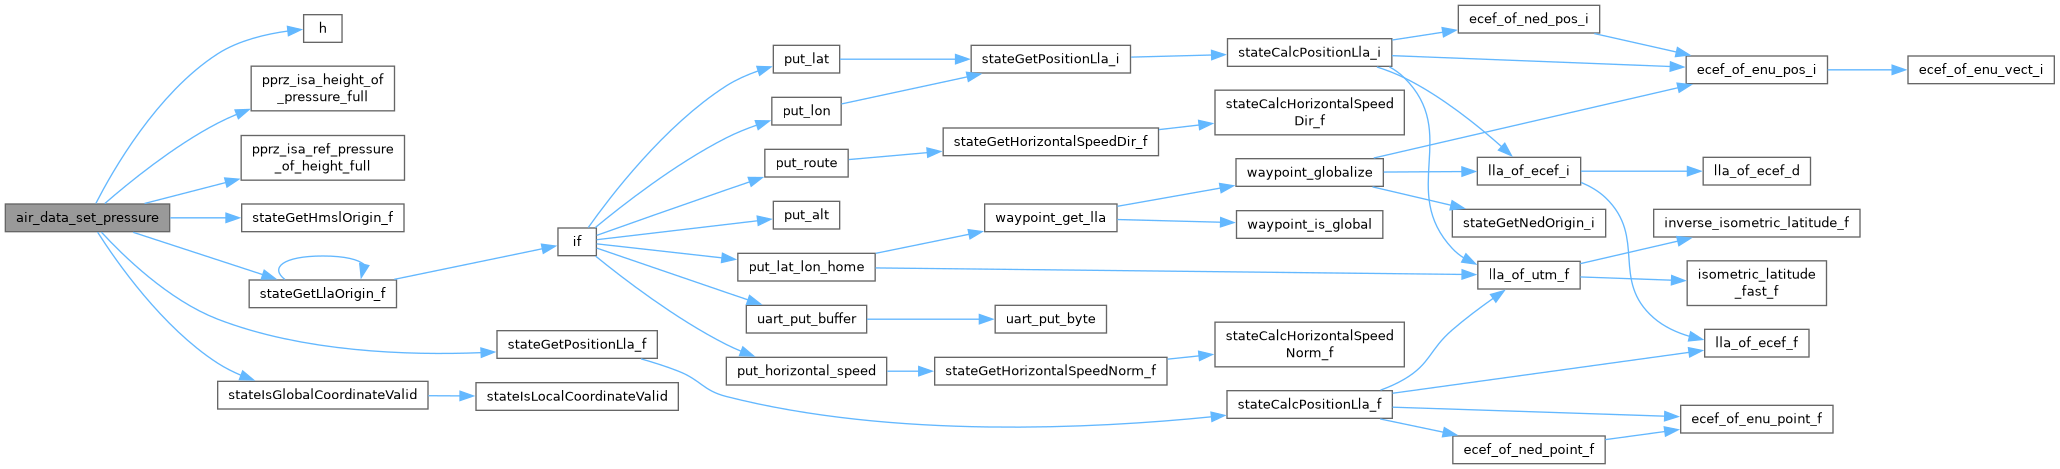 air_data_set_pressure
h
pprz_isa_height_of
_pressure_full
pprz_isa_ref_pressure
_of_height_full
stateGetHmslOrigin_f
stateGetLlaOrigin_f
stateIsGlobalCoordinateValid
stateGetPositionLla_f
stateIsLocalCoordinateValid
if
put_lat
put_lon
put_route
put_alt
put_lat_lon_home
uart_put_buffer
put_horizontal_speed
stateGetPositionLla_i
stateGetHorizontalSpeedDir_f
waypoint_get_lla
uart_put_byte
stateGetHorizontalSpeedNorm_f
stateCalcPositionLla_i
stateCalcHorizontalSpeed
Dir_f
waypoint_globalize
waypoint_is_global
stateCalcHorizontalSpeed
Norm_f
stateCalcPositionLla_f
ecef_of_ned_pos_i
lla_of_ecef_i
stateGetNedOrigin_i
lla_of_utm_f
ecef_of_ned_point_f
ecef_of_enu_pos_i
lla_of_ecef_d
inverse_isometric_latitude_f
isometric_latitude
_fast_f
lla_of_ecef_f
ecef_of_enu_point_f
ecef_of_enu_vect_i